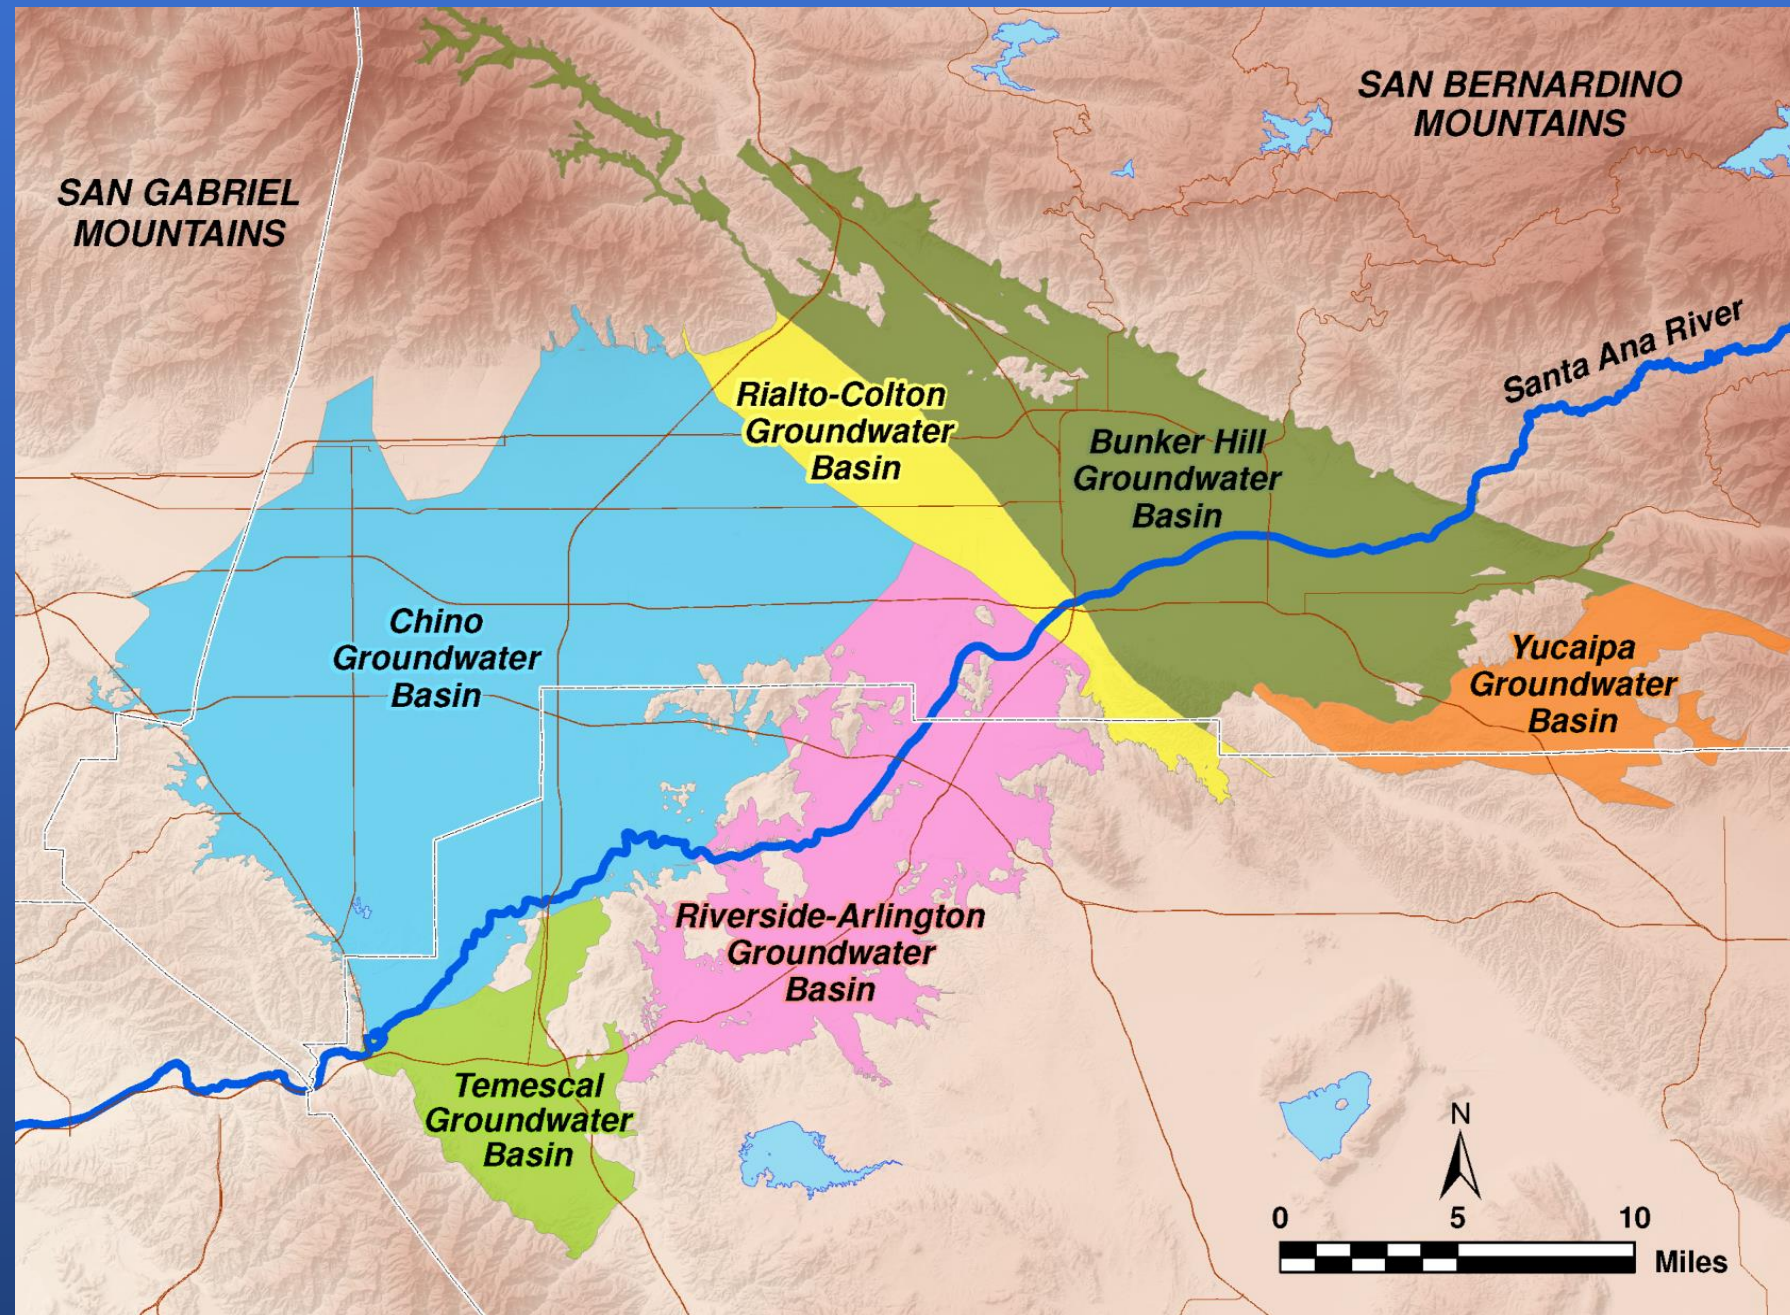 SAN BERNARDINO
MOUNTAINS
SAN GABRIEL
MOUNTAINS
Santa Ana River
Rialto-Colton
Groundwater
Basin
Bunker Hill
Groundwater
Basin
Chino
Groundwater
Basin
Yucaipa
Groundwater
Basin
Riverside-Arlington
Groundwater
Basin
Temescal
Groundwater
Basin
N
0 5 10
Miles